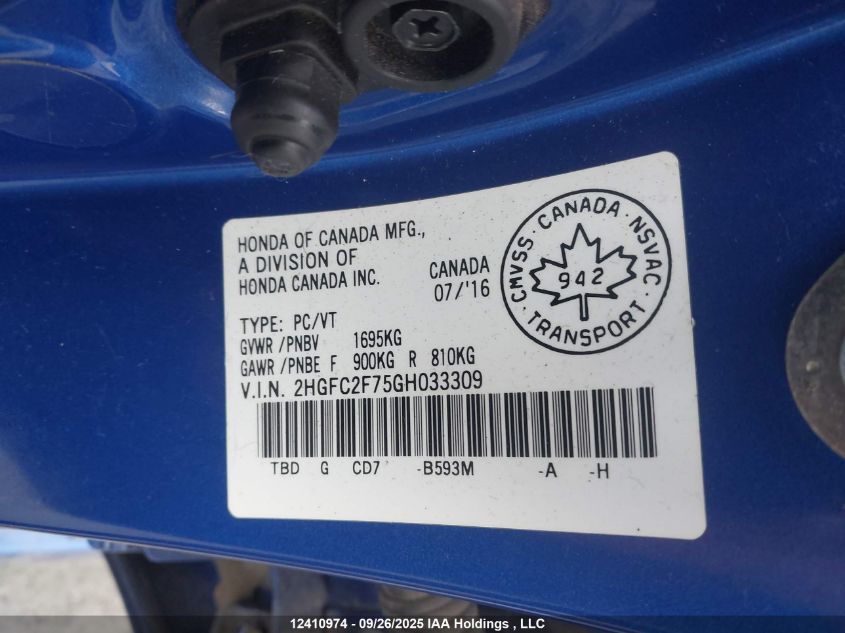 HONDA OF CANADA MFG.,
A DIVISION OF
HONDA CANADA INC.
CANADA
07/'16
TYPE: PC/VT
GVWR /PNBV 1695KG
GAWR /PNBE F 900KG R 810KG
V.I.N. 2HGFC2F75GH033309
TBD G CD7 -B593M -A -H
CMVSS · CANADA · NSVAC
942
· TRANSPORT ·
12410974 - 09/26/2025 IAA Holdings , LLC